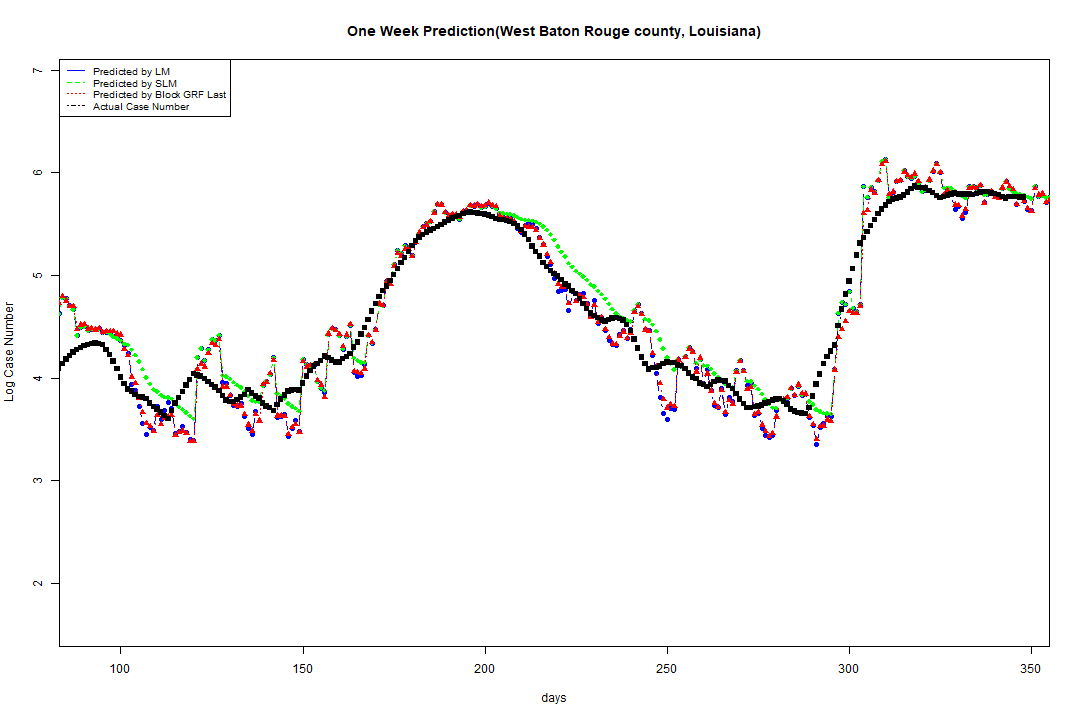 One Week Prediction(West Baton Rouge county, Louisiana)
Predicted by LM
Predicted by SLM
Predicted by Block GRF Last
Actual Case Number
7
6
5
4
3
2
Log Case Number
100 150 200 250 300 350
days